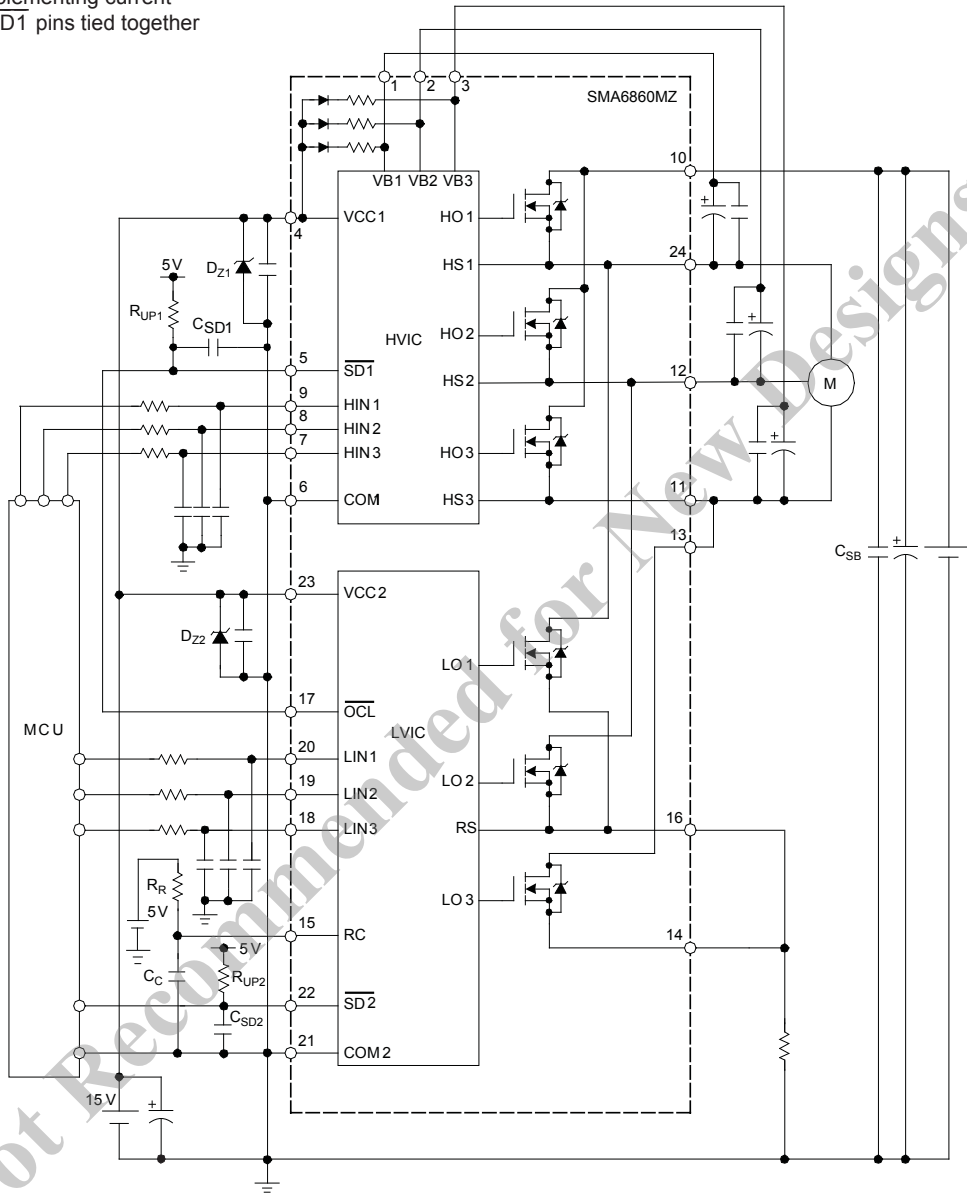 plementing current
SD1 pins tied together
1
2
3
SMA6860MZ
VB1 VB2 VB3
10
4
VCC1
HO1
5V
DZ1
HS1
24
RUP1
CSD1
HVIC
HO2
5
SD1
HS2
12
M
9
HIN1
8
HIN2
7
HIN3
HO3
6
COM1
HS3
11
13
CSB
23
VCC2
DZ2
LO1
17
OCL
MCU
LVIC
20
LIN1
19
LIN2
LO2
18
LIN3
RS
16
RR
5V
LO3
15
RC
14
5V
CC
RUP2
22
SD2
CSD2
21
COM2
15V
Not Recommended for New Designs